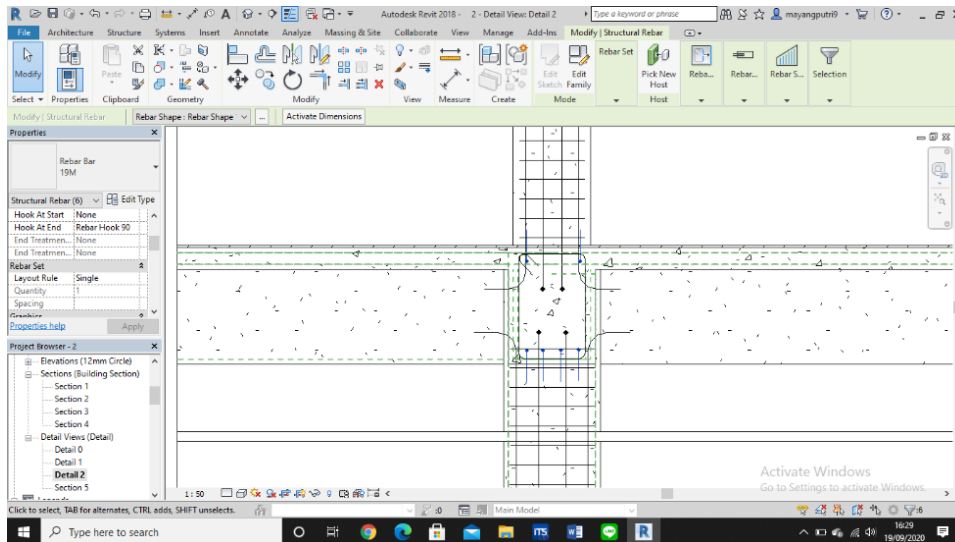 Autodesk Revit 2018 - 2 - Detail View: Detail 2
Type a keyword or phrase
mayangputri9
File Architecture Structure Systems Insert Annotate Analyze Massing & Site Collaborate View Manage Add-Ins Modify | Structural Rebar
Modify
Paste
Edit Sketch
Edit Family
Rebar Set
Pick New Host
Reba...
Rebar...
Rebar S...
Selection
Select Properties Clipboard Geometry Modify View Measure Create Mode Host
Modify | Structural Rebar
Rebar Shape : Rebar Shape
...
Activate Dimensions
Properties
Rebar Bar
19M
Structural Rebar (6)
Edit Type
Hook At Start None
Hook At End Rebar Hook 90
End Treatmen... None
End Treatmen... None
Rebar Set
Layout Rule Single
Quantity 1
Spacing
Graphics
Properties help
Apply
Project Browser - 2
Elevations (12mm Circle)
Sections (Building Section)
Section 1
Section 2
Section 3
Section 4
Detail Views (Detail)
Detail 0
Detail 1
Detail 2
Section 5
1 : 50
Activate Windows
Go to Settings to activate Windows.
Click to select, TAB for alternates, CTRL adds, SHIFT unselects.
:0
Main Model
:6
Type here to search
ITS
16:29
19/09/2020